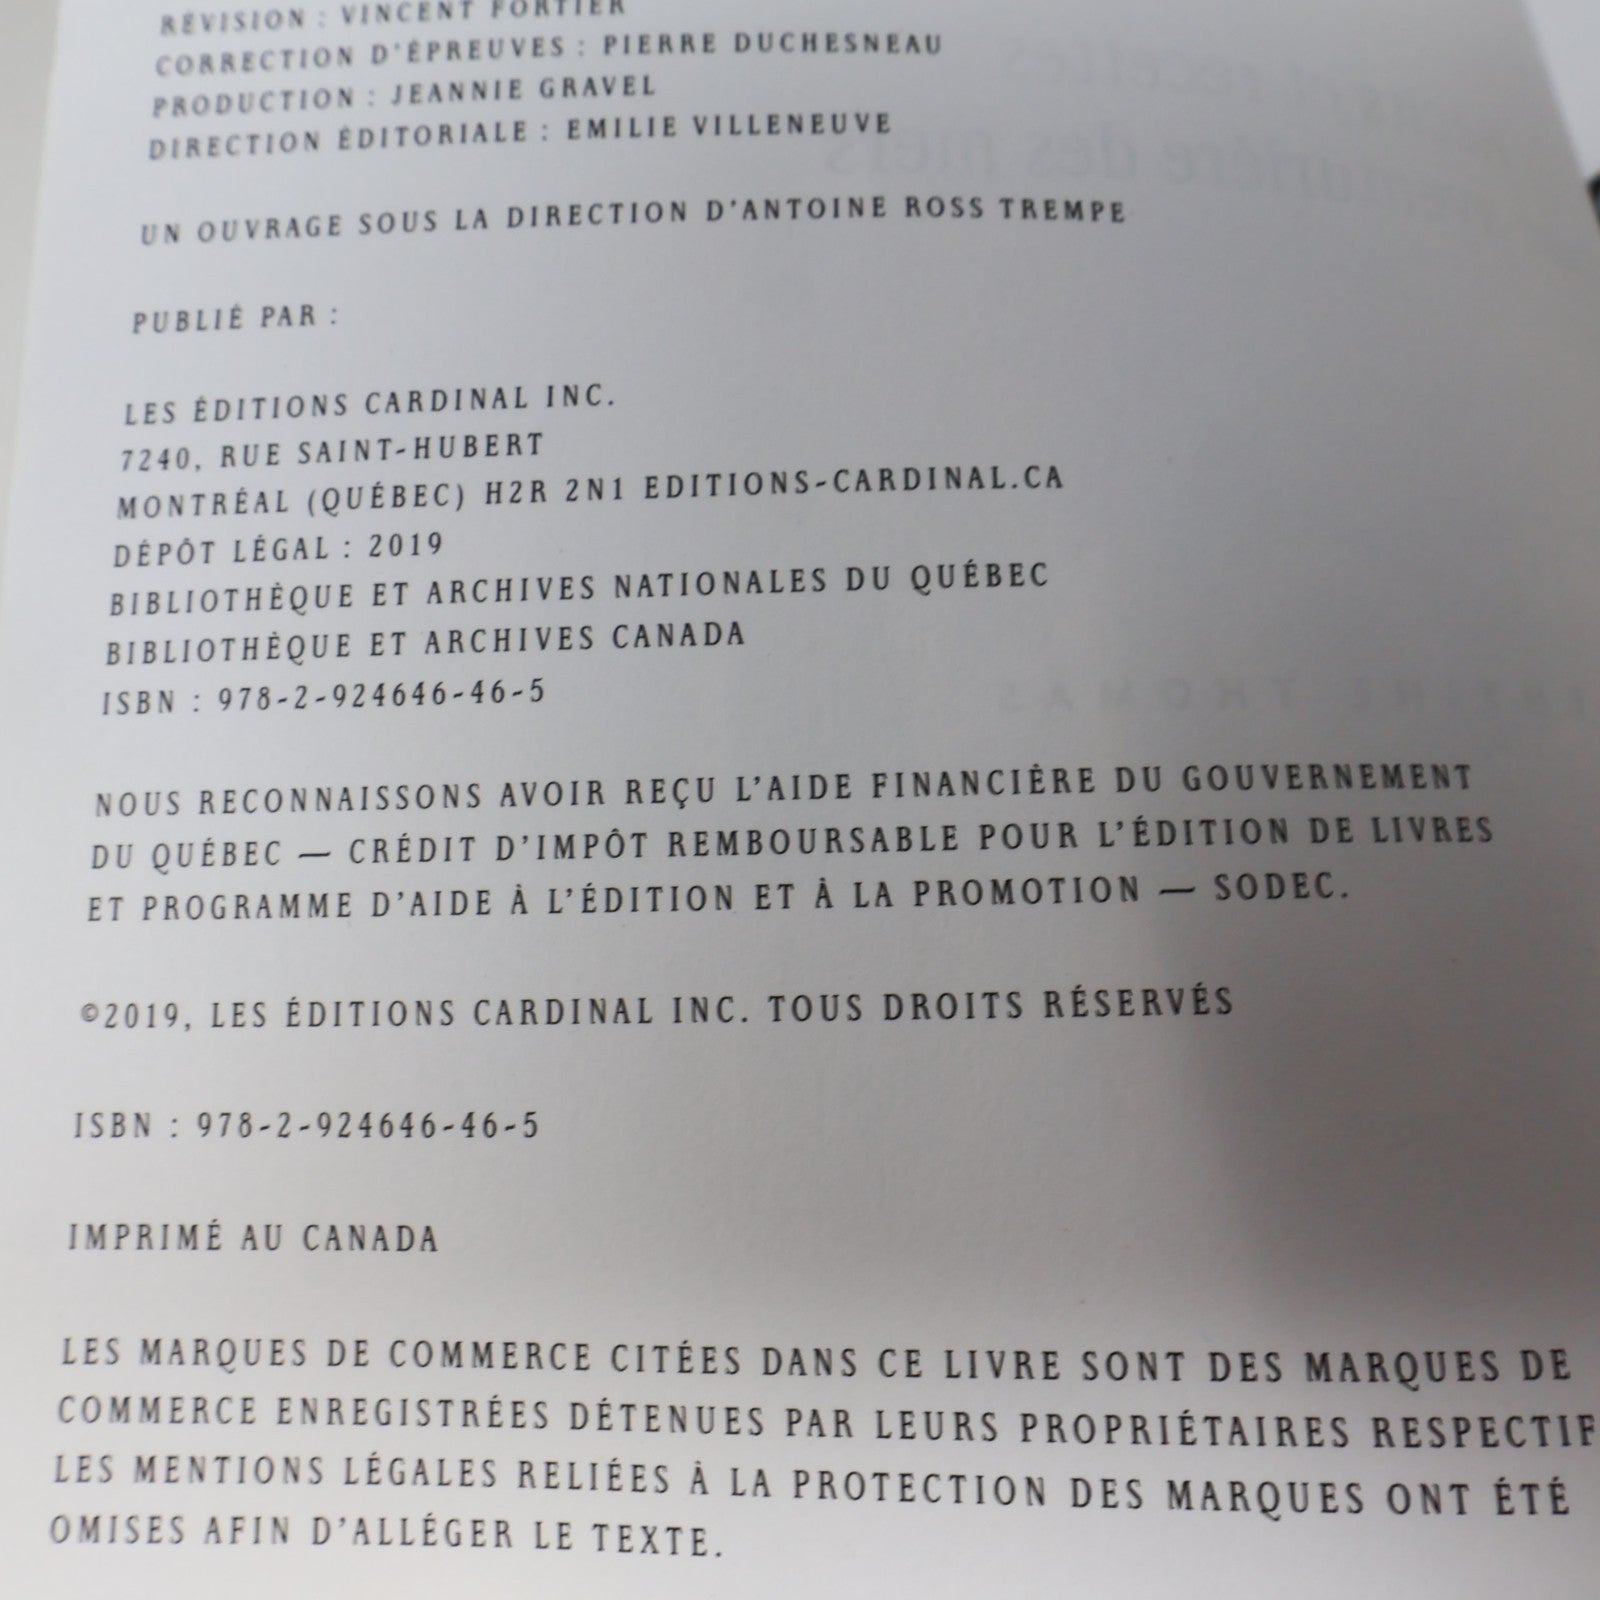 RÉVISION : VINCENT FORTIER
CORRECTION D'ÉPREUVES : PIERRE DUCHESNEAU
PRODUCTION : JEANNIE GRAVEL
DIRECTION ÉDITORIALE : EMILIE VILLENEUVE
UN OUVRAGE SOUS LA DIRECTION D'ANTOINE ROSS TREMPE
PUBLIÉ PAR :
LES ÉDITIONS CARDINAL INC.
7240, RUE SAINT-HUBERT
MONTRÉAL (QUÉBEC) H2R 2N1 EDITIONS-CARDINAL.CA
DÉPÔT LÉGAL : 2019
BIBLIOTHÈQUE ET ARCHIVES NATIONALES DU QUÉBEC
BIBLIOTHÈQUE ET ARCHIVES CANADA
ISBN : 978-2-924646-46-5
NOUS RECONNAISSONS AVOIR REÇU L'AIDE FINANCIÈRE DU GOUVERNEMENT
DU QUÉBEC — CRÉDIT D'IMPÔT REMBOURSABLE POUR L'ÉDITION DE LIVRES
ET PROGRAMME D'AIDE À L'ÉDITION ET À LA PROMOTION — SODEC.
©2019, LES ÉDITIONS CARDINAL INC. TOUS DROITS RÉSERVÉS
ISBN : 978-2-924646-46-5
IMPRIMÉ AU CANADA
LES MARQUES DE COMMERCE CITÉES DANS CE LIVRE SONT DES MARQUES DE
COMMERCE ENREGISTRÉES DÉTENUES PAR LEURS PROPRIÉTAIRES RESPECTIF
LES MENTIONS LÉGALES RELIÉES À LA PROTECTION DES MARQUES ONT ÉTÉ
OMISES AFIN D'ALLÉGER LE TEXTE.